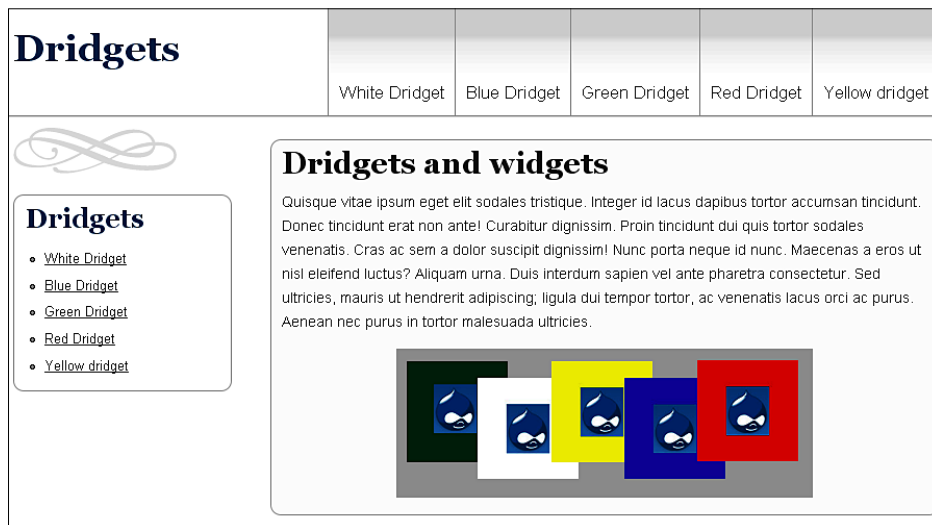 Dridgets
White Dridget
Blue Dridget
Green Dridget
Red Dridget
Yellow dridget
Dridgets
White Dridget
Blue Dridget
Green Dridget
Red Dridget
Yellow dridget
Dridgets and widgets
Quisque vitae ipsum eget elit sodales tristique. Integer id lacus dapibus tortor accumsan tincidunt.
Donec tincidunt erat non ante! Curabitur dignissim. Proin tincidunt dui quis tortor sodales
venenatis. Cras ac sem a dolor suscipit dignissim! Nunc porta neque id nunc. Maecenas a eros ut
nisl eleifend luctus? Aliquam urna. Duis interdum sapien vel ante pharetra consectetur. Sed
ultricies, mauris ut hendrerit adipiscing; ligula dui tempor tortor, ac venenatis lacus orci ac purus.
Aenean nec purus in tortor malesuada ultricies.